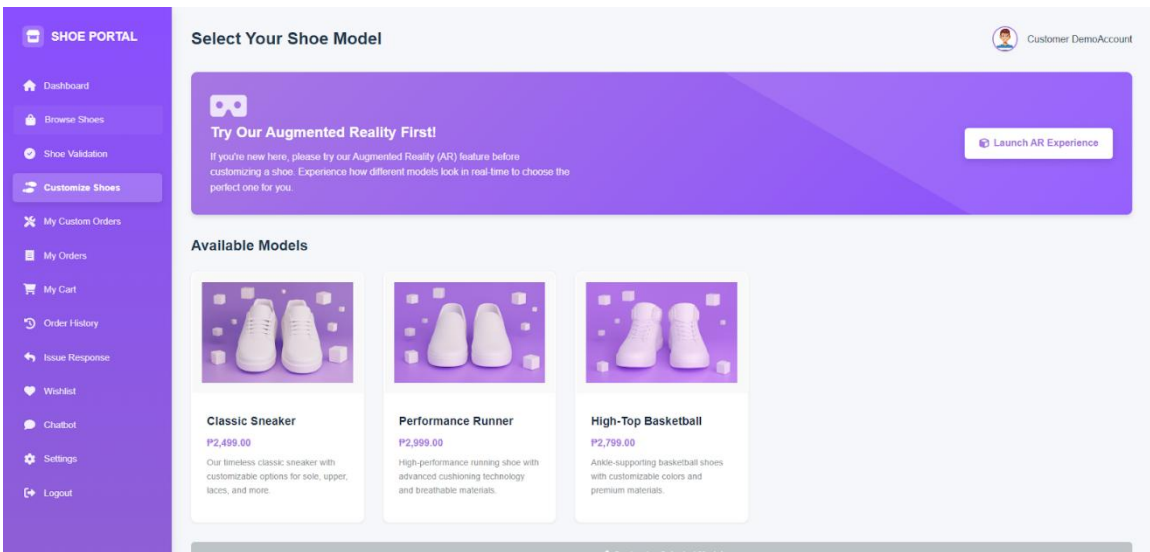 SHOE PORTAL
Dashboard
Browse Shoes
Shoe Validation
Customize Shoes
My Custom Orders
My Orders
My Cart
Order History
Issue Response
Wishlist
Chatbot
Settings
Logout
Select Your Shoe Model
Customer DemoAccount
Try Our Augmented Reality First!
If you're new here, please try our Augmented Reality (AR) feature before
customizing a shoe. Experience how different models look in real-time to choose the
perfect one for you.
Launch AR Experience
Available Models
Classic Sneaker
₱2,499.00
Our timeless classic sneaker with
customizable options for sole, upper,
laces, and more.
Performance Runner
₱2,999.00
High-performance running shoe with
advanced cushioning technology
and breathable materials.
High-Top Basketball
₱2,799.00
Ankle-supporting basketball shoes
with customizable colors and
premium materials.